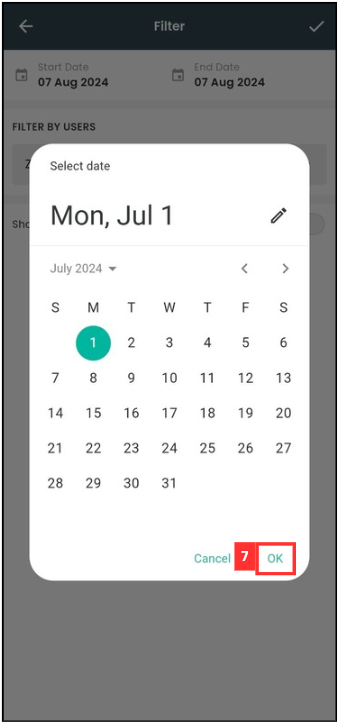 Filter
Start Date End Date
07 Aug 2024 07 Aug 2024
FILTER BY USERS
Z
Sho
Select date
Mon, Jul 1
July 2024
S M T W T F S
1 2 3 4 5 6
7 8 9 10 11 12 13
14 15 16 17 18 19 20
21 22 23 24 25 26 27
28 29 30 31
Cancel 7 OK